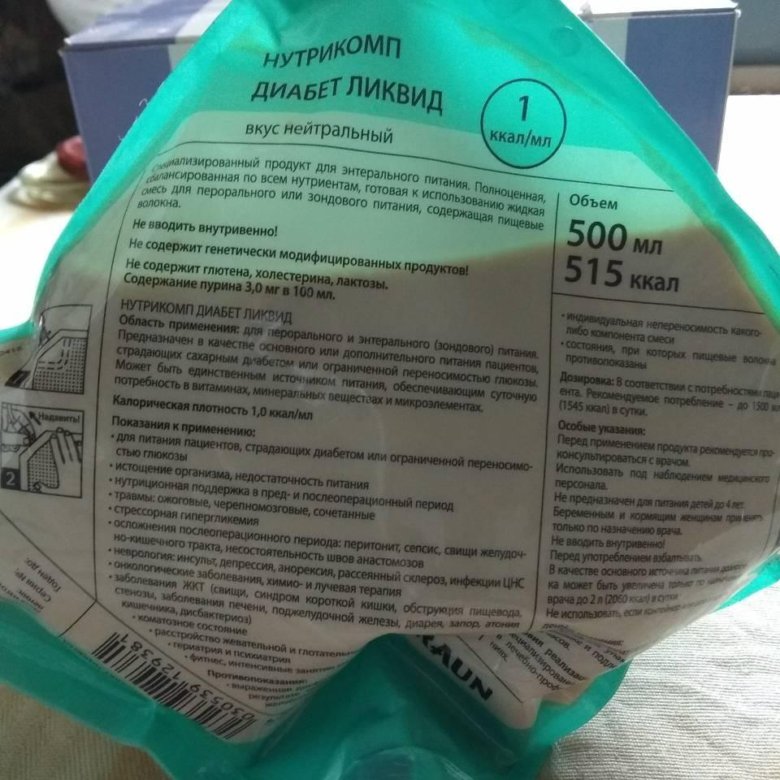 НУТРИКОМП
ДИАБЕТ ЛИКВИД
вкус нейтральный
1
ккал/мл
Специализированный продукт для энтерального питания. Полноценная,
сбалансированная по всем нутриентам, готовая к использованию жидкая
смесь для перорального или зондового питания, содержащая пищевые
волокна.
Не вводить внутривенно!
Не содержит генетически модифицированных продуктов!
Не содержит глютена, холестерина, лактозы.
Содержание пурина 3,0 мг в 100 мл.
НУТРИКОМП ДИАБЕТ ЛИКВИД
Область применения: для перорального и энтерального (зондового) питания.
Предназначен в качестве основного или дополнительного питания пациентов,
страдающих сахарным диабетом или ограниченной переносимостью глюкозы.
Может быть единственным источником питания, обеспечивающим суточную
потребность в витаминах, минеральных веществах и микроэлементах.
Калорическая плотность 1,0 ккал/мл
Показания к применению:
• для питания пациентов, страдающих диабетом или ограниченной переносимо-
стью глюкозы
• истощение организма, недостаточность питания
• нутриционная поддержка в пред- и послеоперационный период
• травмы: ожоговые, черепномозговые, сочетанные
• стрессорная гипергликемия
• осложнения послеоперационного периода: перитонит, сепсис, свищи желудоч-
но-кишечного тракта, несостоятельность швов анастомозов
• неврология: инсульт, депрессия, анорексия, рассеянный склероз, инфекции ЦНС
• онкологические заболевания, химио- и лучевая терапия
• заболевания ЖКТ (свищи, синдром короткой кишки, обструкция пищевода,
стенозы, заболевания печени, поджелудочной железы, диарея, запор, атония
кишечника, дисбактериоз)
• коматозное состояние
• расстройство жевательной и глотатель
• гериатрия и психиатрия
• фитнес, интенсивные занятия
Противопоказания:
• выраженные
Объем
500 мл
515 ккал
• индивидуальная непереносимость какого-
либо компонента смеси
• состояния, при которых пищевые волокна
противопоказаны
Дозировка: В соответствии с потребностями паци-
ента. Рекомендуемое потребление – до 1500 мл
(1545 ккал) в сутки.
Особые указания:
Перед применением продукта рекомендуется про-
консультироваться с врачом.
Использовать под наблюдением медицинского
персонала.
Не предназначен для питания детей до 4 лет.
Беременным и кормящим женщинам применять
только по назначению врача.
Не вводить внутривенно!
Перед употреблением взбалтывать.
В качестве основного источника питания дозиров-
ка может быть увеличена только по назначению
врача до 2 л (2060 ккал) в сутки
Не использовать, если контейнер
Надавить!
2
Годен до:
Серия №:
030539129381
RAUN